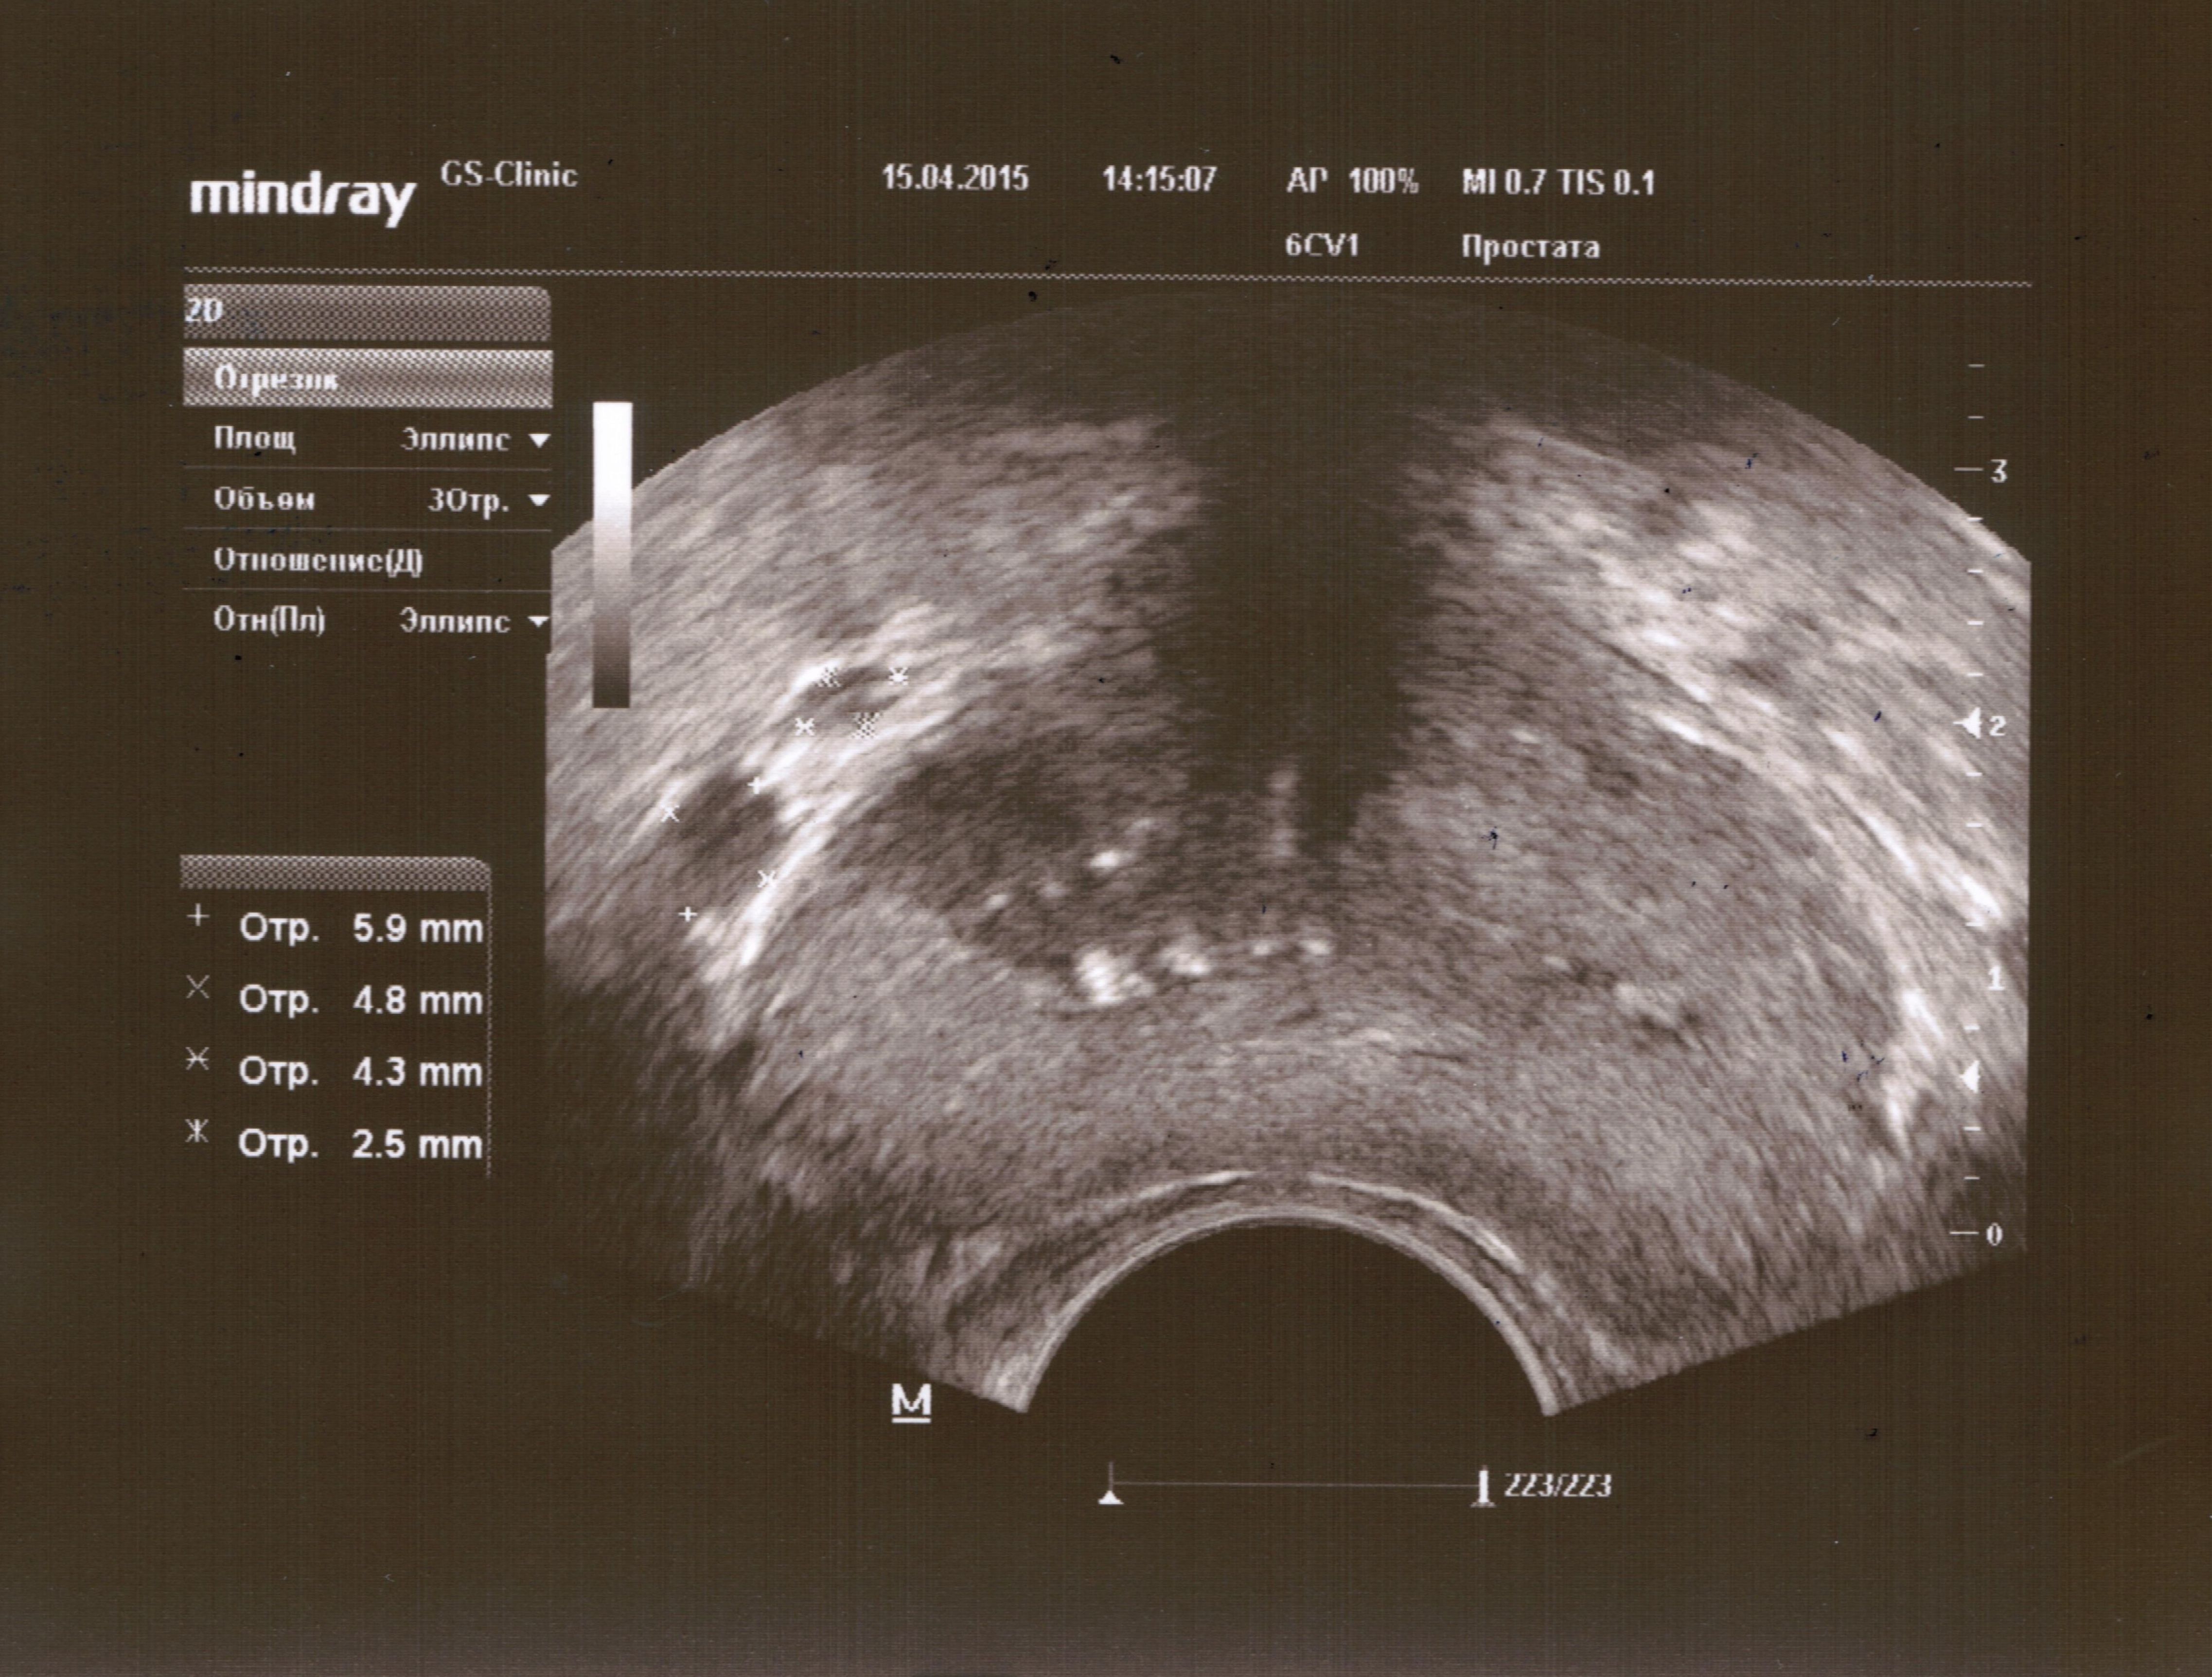 mindray GS-Clinic 15.04.2015 14:15:07 AP 100% MI 0.7 TIS 0.1
6CV1 Простата
2D
Отрезок
Площ Эллипс
Объем 3Отр.
Отношение(Д)
Отн(Пл) Эллипс
3
2
1
0
+ Отр. 5.9 mm
Отр. 4.8 mm
Отр. 4.3 mm
Отр. 2.5 mm
M
223/223